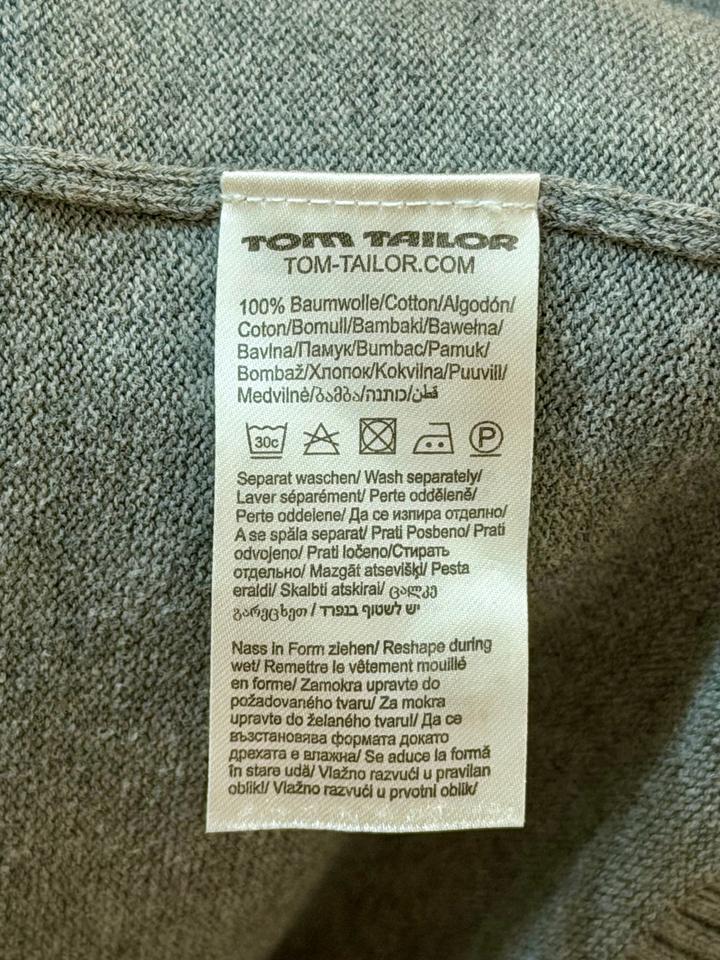 TOM TAILOR
TOM-TAILOR.COM
100% Baumwolle/Cotton/Algodón/
Coton/Bomull/Bambaki/Bawełna/
Bavlna/Памук/Bumbac/Pamuk/
Bombaž/Хлопок/Kokvilna/Puuvill/
Medvilnė/ბამბა/כותנה/قطن
30c P
Separat waschen/ Wash separately/
Laver séparément/ Perte oddĕlenĕ/
Perte oddelene/ Да се изпира отделно/
A se spăla separat/ Prati Posbeno/ Prati
odvojeno/ Prati ločeno/Стирать
отдельно/ Mazgāt atsevišķi/ Pesta
eraldi/ Skalbti atskirai/ ცალკე
გარეცხეთ / יש לשטוף בנפרד
Nass in Form ziehen/ Reshape during
wet/ Remettre le vêtement mouillé
en forme/ Zamokra upravte do
požadovaného tvaru/ Za mokra
upravte do želaného tvarul/ Да се
възстановява формата докато
дрехата е влажна/ Se aduce la formă
în stare udă/ Vlažno razvući u pravilan
oblikl/ Vlažno razvući u prvotni oblik/